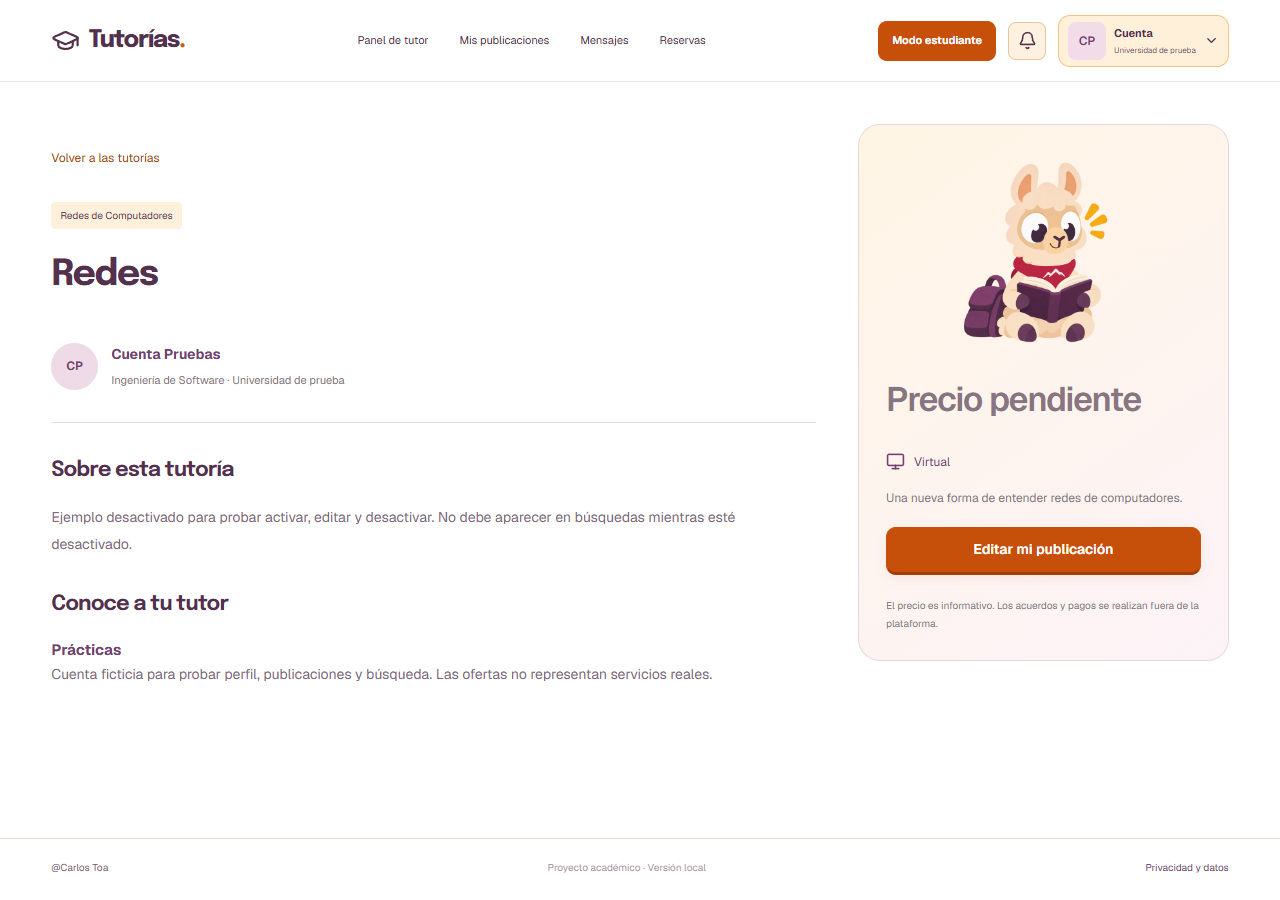 Tutorías.
Panel de tutor
Mis publicaciones
Mensajes
Reservas
Modo estudiante
CP
Cuenta
Universidad de prueba
Volver a las tutorías
Redes de Computadores
Redes
CP
Cuenta Pruebas
Ingeniería de Software · Universidad de prueba
Sobre esta tutoría
Ejemplo desactivado para probar activar, editar y desactivar. No debe aparecer en búsquedas mientras esté
desactivado.
Conoce a tu tutor
Prácticas
Cuenta ficticia para probar perfil, publicaciones y búsqueda. Las ofertas no representan servicios reales.
Precio pendiente
Virtual
Una nueva forma de entender redes de computadores.
Editar mi publicación
El precio es informativo. Los acuerdos y pagos se realizan fuera de la
plataforma.
@Carlos Toa
Proyecto académico · Versión local
Privacidad y datos